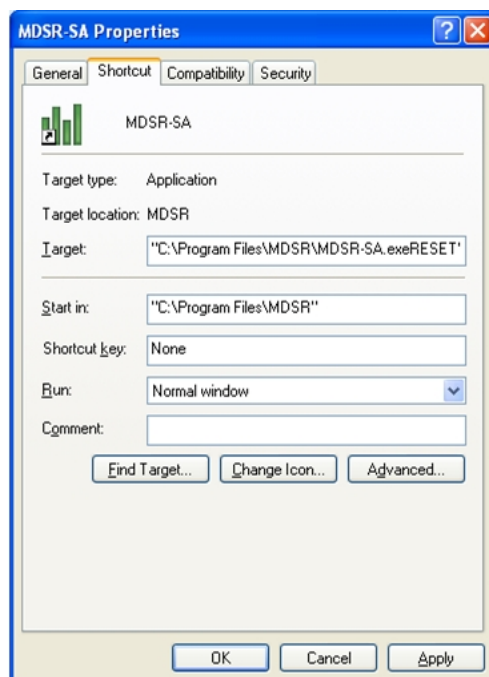 MDSR-SA Properties
General Shortcut Compatibility Security
MDSR-SA
Target type: Application
Target location: MDSR
Target: "C:\Program Files\MDSR\MDSR-SA.exeRESET"
Start in: "C:\Program Files\MDSR"
Shortcut key: None
Run: Normal window
Comment:
Find Target... Change Icon... Advanced...
OK Cancel Apply